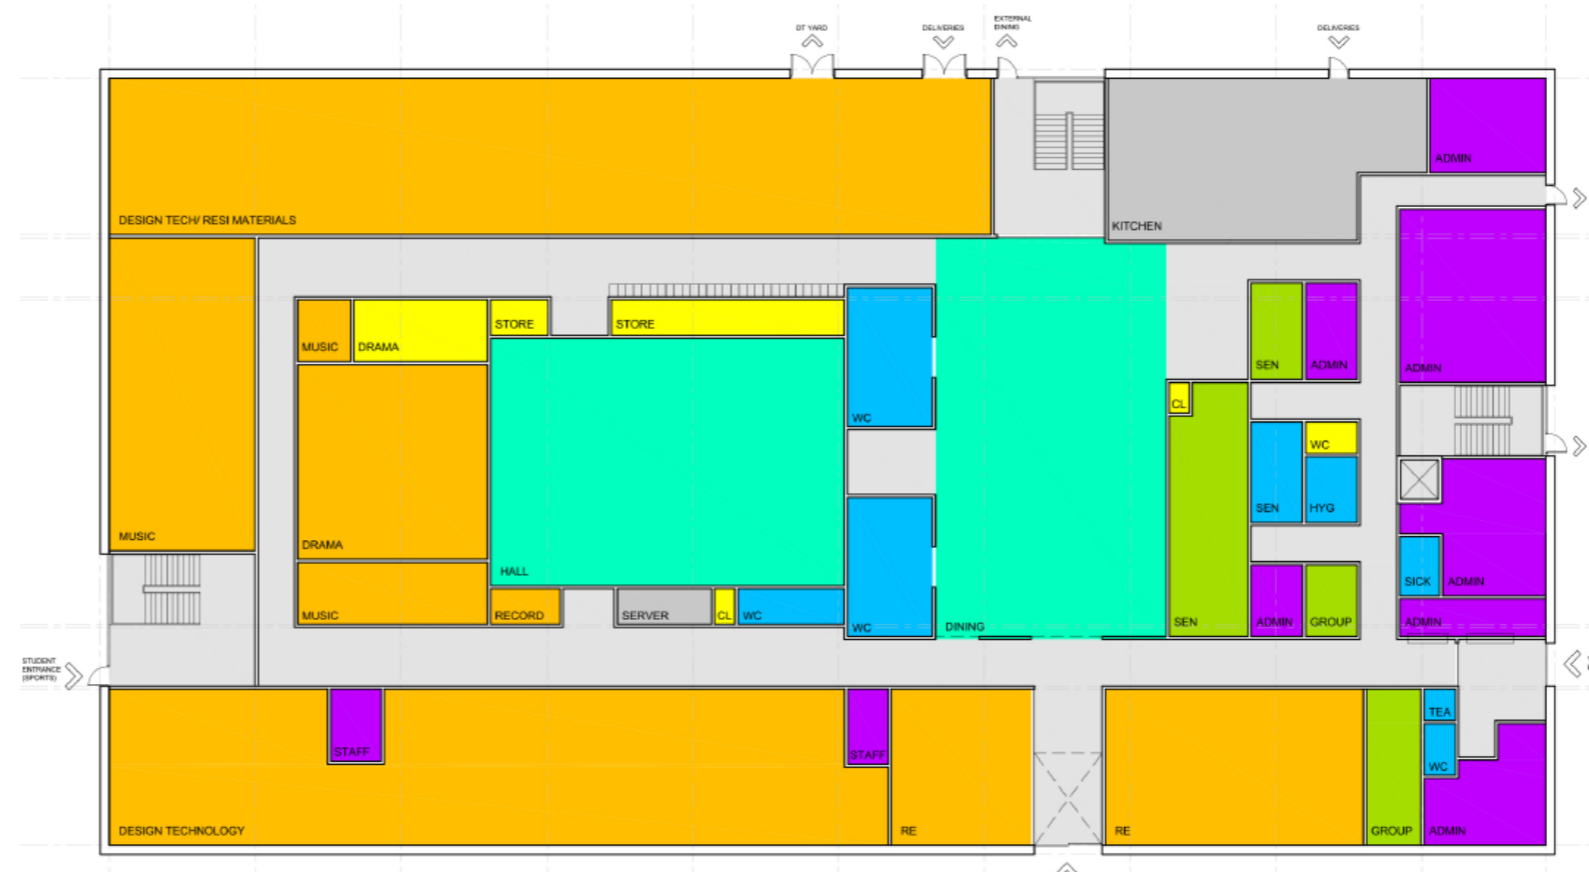 DT YARD
DELIVERIES
EXTERNAL
DINING
DELIVERIES
ADMIN
DESIGN TECH/ RESI MATERIALS
KITCHEN
STORE
STORE
MUSIC
DRAMA
SEN
ADMIN
ADMIN
CL
WC
WC
SEN
HYG
MUSIC
DRAMA
HALL
SICK
ADMIN
MUSIC
RECORD
SERVER
CL
WC
WC
DINING
SEN
ADMIN
GROUP
ADMIN
STUDENT
ENTRANCE
(SPORTS)
TEA
STAFF
STAFF
WC
DESIGN TECHNOLOGY
RE
RE
GROUP
ADMIN